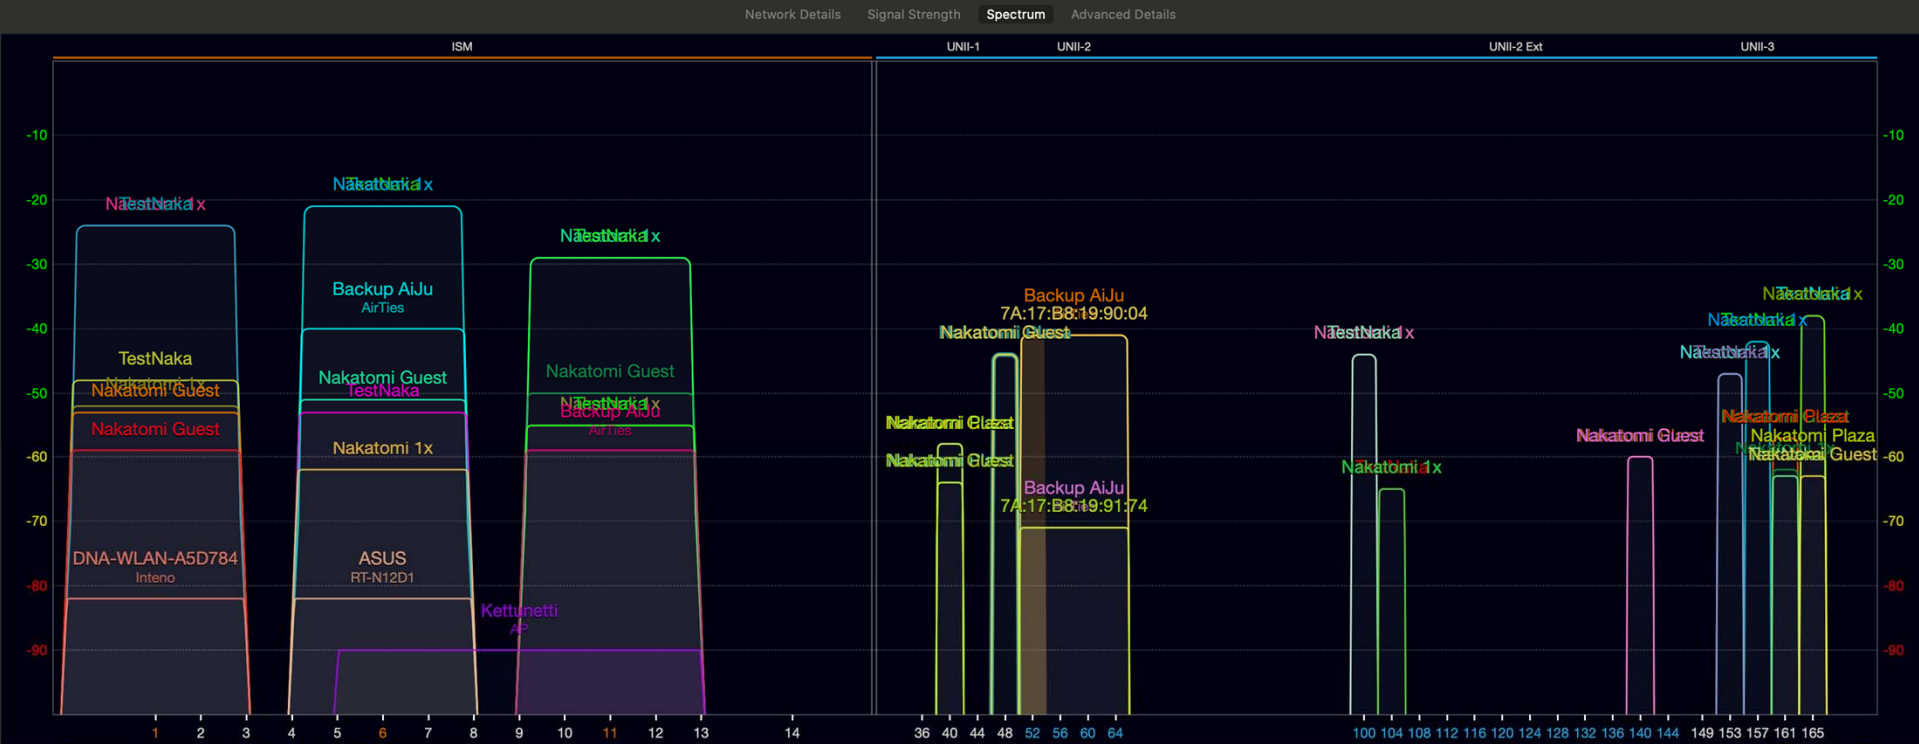 Network Details Signal Strength Spectrum Advanced Details
ISM UNII-1 UNII-2 UNII-2 Ext UNII-3
-10 -10
-20 -20
-30 -30
-40 -40
-50 -50
-60 -60
-70 -70
-80 -80
-90 -90
TestNaka
Nakatomi 1x
Nakatomi Guest
Nakatomi Guest
DNA-WLAN-A5D784
Inteno
Backup AiJu
AirTies
Nakatomi Guest
TestNaka
Nakatomi 1x
ASUS
RT-N12D1
Kettunetti
AP
Nakatomi Guest
Backup AiJu
AirTies
Backup AiJu
7A:17:B8:19:90:04
Nakatomi Guest
Backup AiJu
7A:17:B8:19:91:74
TestNaka
Nakatomi 1x
Nakatomi Guest
Nakatomi Plaza
Nakatomi Guest
1 2 3 4 5 6 7 8 9 10 11 12 13 14 36 40 44 48 52 56 60 64 100 104 108 112 116 120 124 128 132 136 140 144 149 153 157 161 165